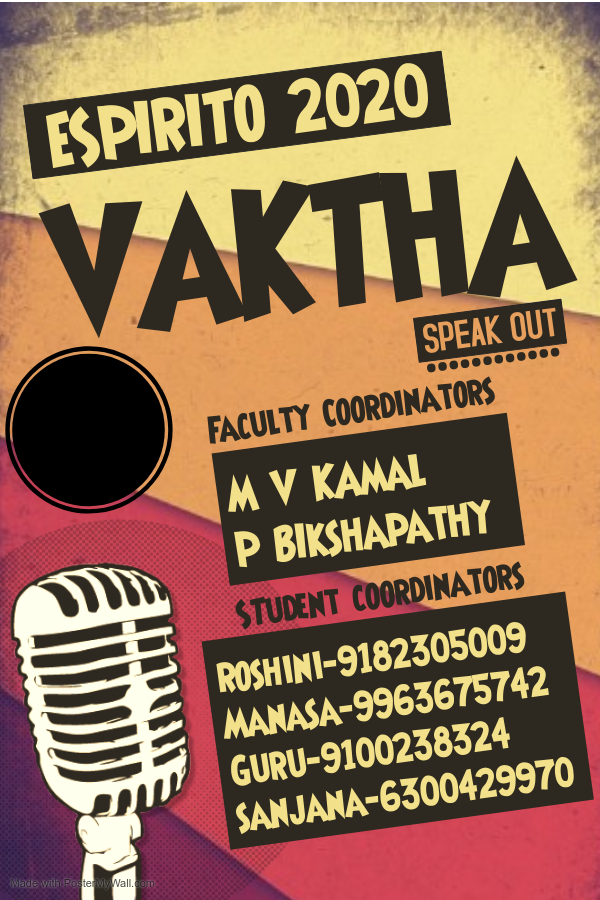 ESPIRITO 2020
VAKTHA
SPEAK OUT
FACULTY COORDINATORS
M V KAMAL
P BIKSHAPATHY
STUDENT COORDINATORS
ROSHINI-9182305009
MANASA-9963675742
GURU-9100238324
SANJANA-6300429970
Made with PosterMyWall.com